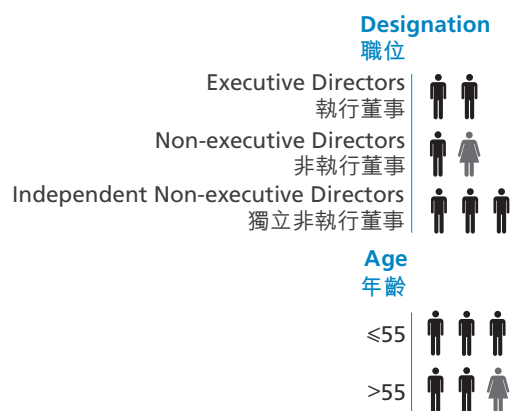 Designation
職位
Executive Directors
執行董事
Non-executive Directors
非執行董事
Independent Non-executive Directors
獨立非執行董事
Age
年齡
⩽55
>55